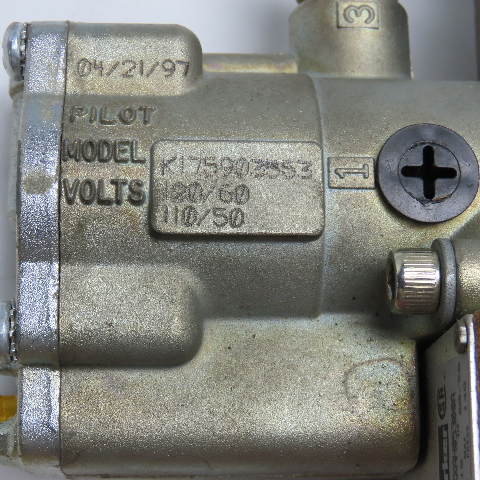 3
04/21/97
PILOT
MODEL K175903553
VOLTS 120/60
110/50
1